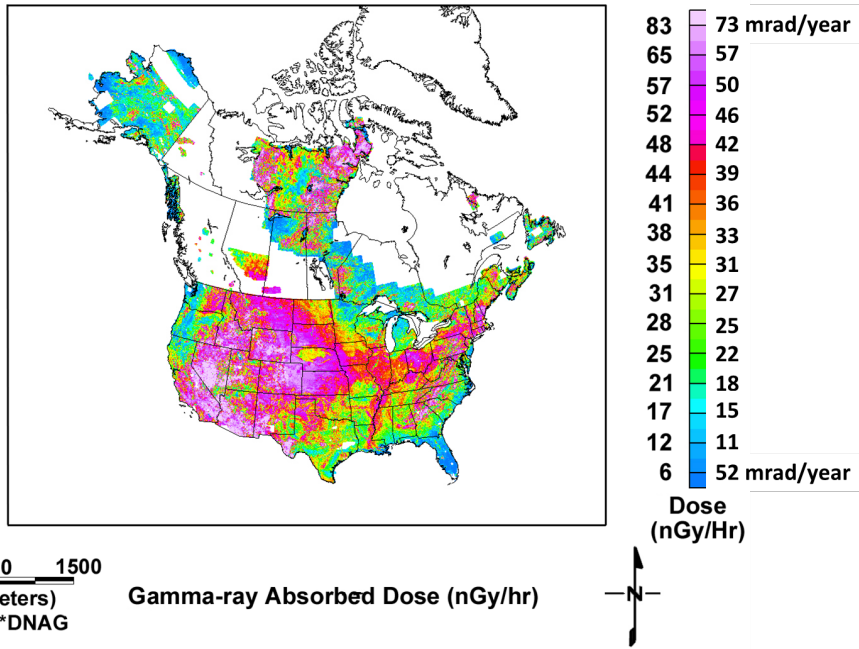 83 73 mrad/year
65 57
57 50
52 46
48 42
44 39
41 36
38 33
35 31
31 27
28 25
25 22
21 18
17 15
12 11
6 52 mrad/year
Dose
(nGy/Hr)
0 1500
eters)
*DNAG
Gamma-ray Absorbed Dose (nGy/hr)
N